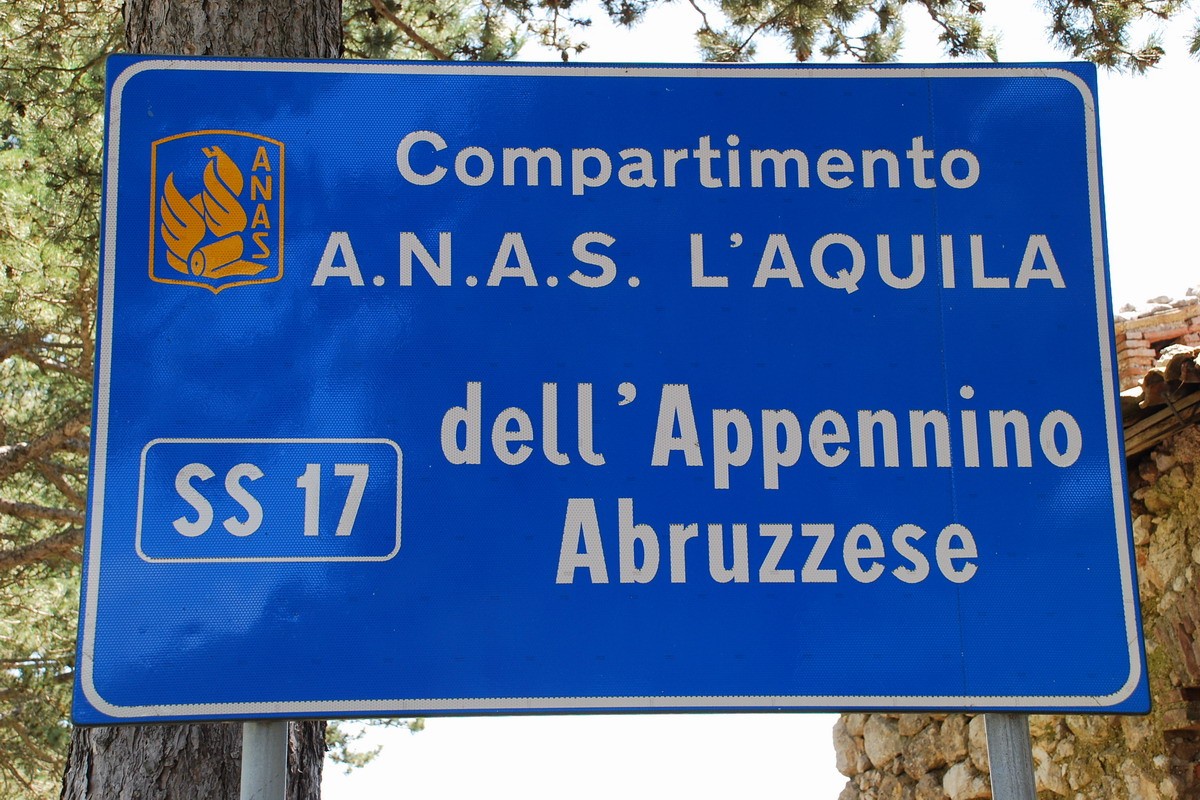 ANAS
Compartimento
A.N.A.S. L'AQUILA
SS 17
dell'Appennino
Abruzzese